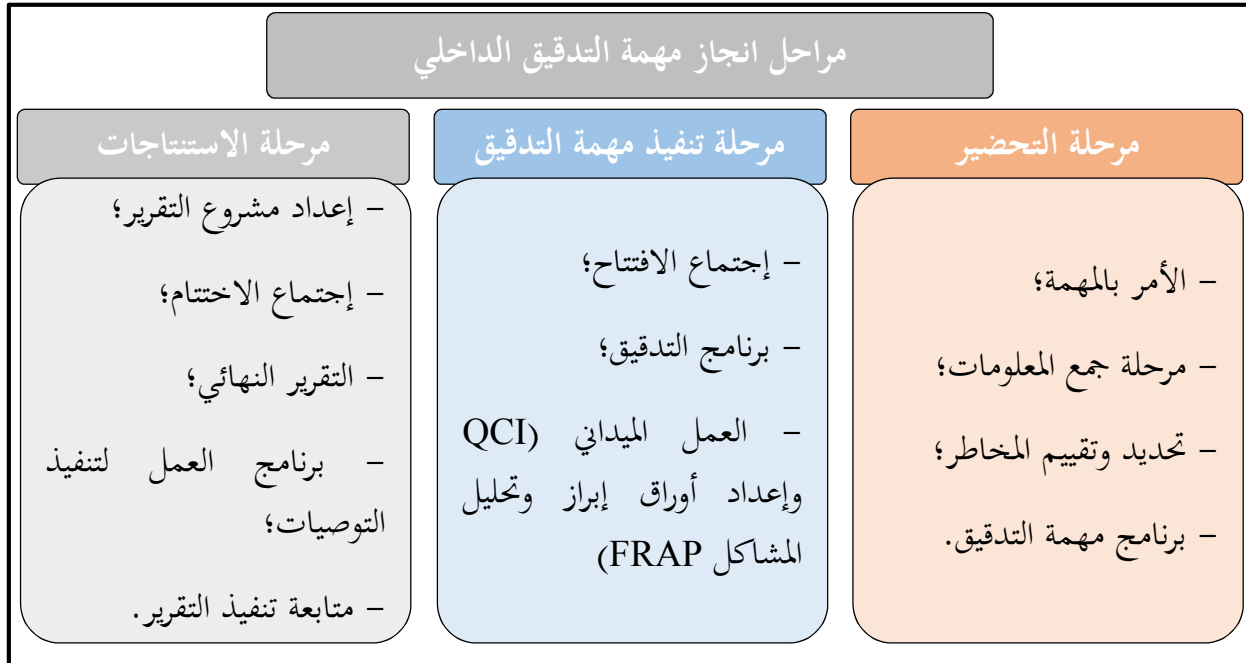 مراحل انجاز مهمة التدقيق الداخلي
مرحلة التحضير
– الأمر بالمهمة؛
– مرحلة جمع المعلومات؛
– تحديد وتقييم المخاطر؛
– برنامج مهمة التدقيق.
مرحلة تنفيذ مهمة التدقيق
– إجتماع الافتتاح؛
– برنامج التدقيق؛
– العمل الميداني (QCI
وإعداد أوراق إبراز وتحليل
المشاكل FRAP)
مرحلة الاستنتاجات
– إعداد مشروع التقرير؛
– إجتماع الاختتام؛
– التقرير النهائي؛
– برنامج العمل لتنفيذ
التوصيات؛
– متابعة تنفيذ التقرير.